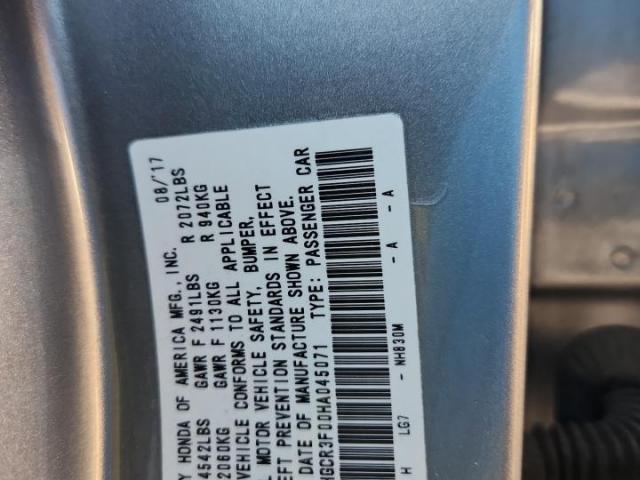 08/'17
Y HONDA OF AMERICA MFG., INC.
4542LBS GAWR F 2491LBS R 2072LBS
2060KG GAWR F 1130KG R 940KG
VEHICLE CONFORMS TO ALL APPLICABLE
L MOTOR VEHICLE SAFETY, BUMPER,
EFT PREVENTION STANDARDS IN EFFECT
DATE OF MANUFACTURE SHOWN ABOVE.
HGCR3F00HA045071 TYPE: PASSENGER CAR
H LG7 - NH830M - A - A